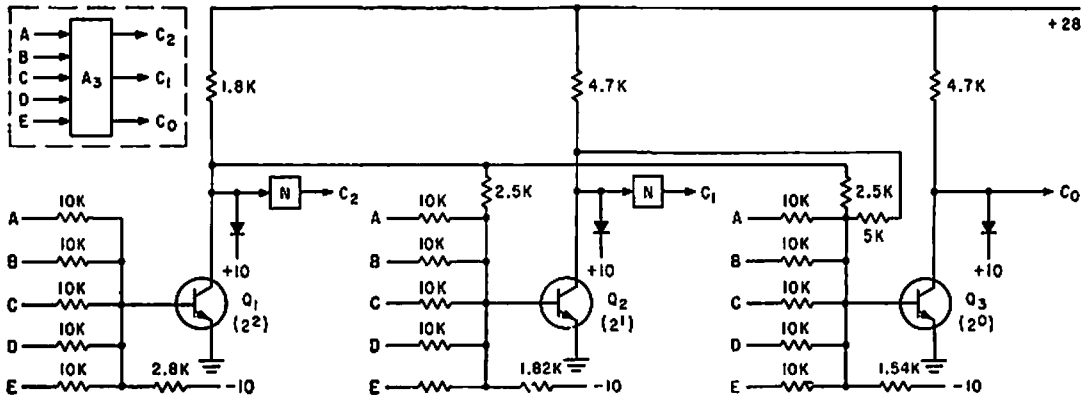 A
B
C
D
E
A3
C2
C1
C0
+28
1.8K
4.7K
4.7K
N
C2
2.5K
N
C1
2.5K
5K
C0
+10
+10
+10
A 10K
B 10K
C 10K
D 10K
E 10K
2.8K
-10
Q1
(2²)
A 10K
B 10K
C 10K
D 10K
E
1.82K
-10
Q2
(2¹)
A 10K
B 10K
C 10K
D 10K
E 10K
1.54K
-10
Q3
(2⁰)